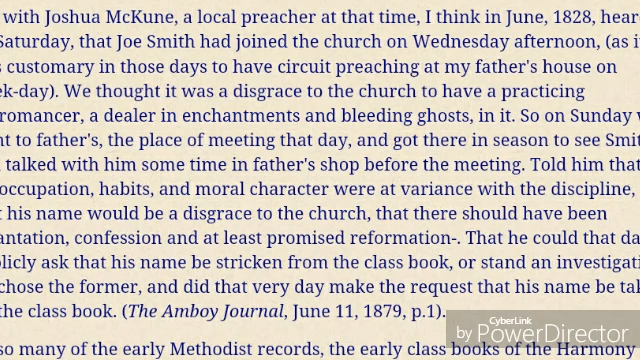 with Joshua McKune, a local preacher at that time, I think in June, 1828, hear
Saturday, that Joe Smith had joined the church on Wednesday afternoon, (as i
customary in those days to have circuit preaching at my father's house on
ek-day). We thought it was a disgrace to the church to have a practicing
romancer, a dealer in enchantments and bleeding ghosts, in it. So on Sunday
nt to father's, the place of meeting that day, and got there in season to see Smit
talked with him some time in father's shop before the meeting. Told him that
occupation, habits, and moral character were at variance with the discipline,
t his name would be a disgrace to the church, that there should have been
antation, confession and at least promised reformation-. That he could that da
blicly ask that his name be stricken from the class book, or stand an investigati
chose the former, and did that very day make the request that his name be tak
the class book. (The Amboy Journal, June 11, 1879, p.1).
so many of the early Methodist records, the early class books of the Harmony
CyberLink
by PowerDirector